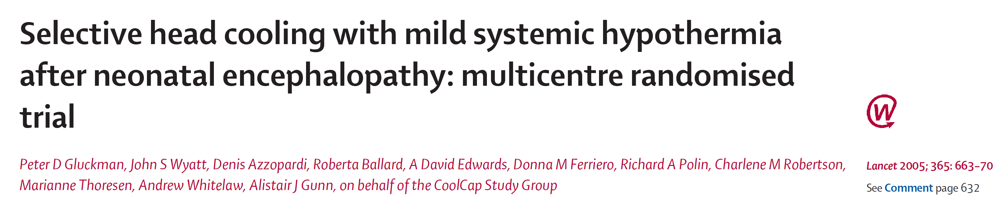 Selective head cooling with mild systemic hypothermia
after neonatal encephalopathy: multicentre randomised
trial
W
Peter D Gluckman, John S Wyatt, Denis Azzopardi, Roberta Ballard, A David Edwards, Donna M Ferriero, Richard A Polin, Charlene M Robertson,
Marianne Thoresen, Andrew Whitelaw, Alistair J Gunn, on behalf of the CoolCap Study Group
Lancet 2005; 365: 663–70
See Comment page 632